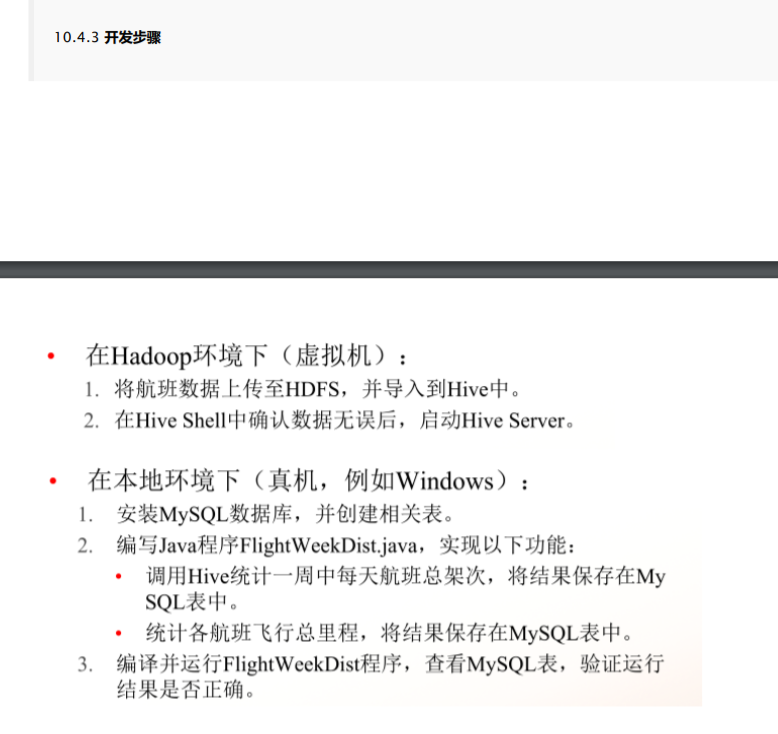 10.4.3 开发步骤
• 在Hadoop环境下（虚拟机）：
1. 将航班数据上传至HDFS，并导入到Hive中。
2. 在Hive Shell中确认数据无误后，启动Hive Server。
• 在本地环境下（真机，例如Windows）：
1. 安装MySQL数据库，并创建相关表。
2. 编写Java程序FlightWeekDist.java，实现以下功能：
• 调用Hive统计一周中每天航班总架次，将结果保存在My
SQL表中。
• 统计各航班飞行总里程，将结果保存在MySQL表中。
3. 编译并运行FlightWeekDist程序，查看MySQL表，验证运行
结果是否正确。